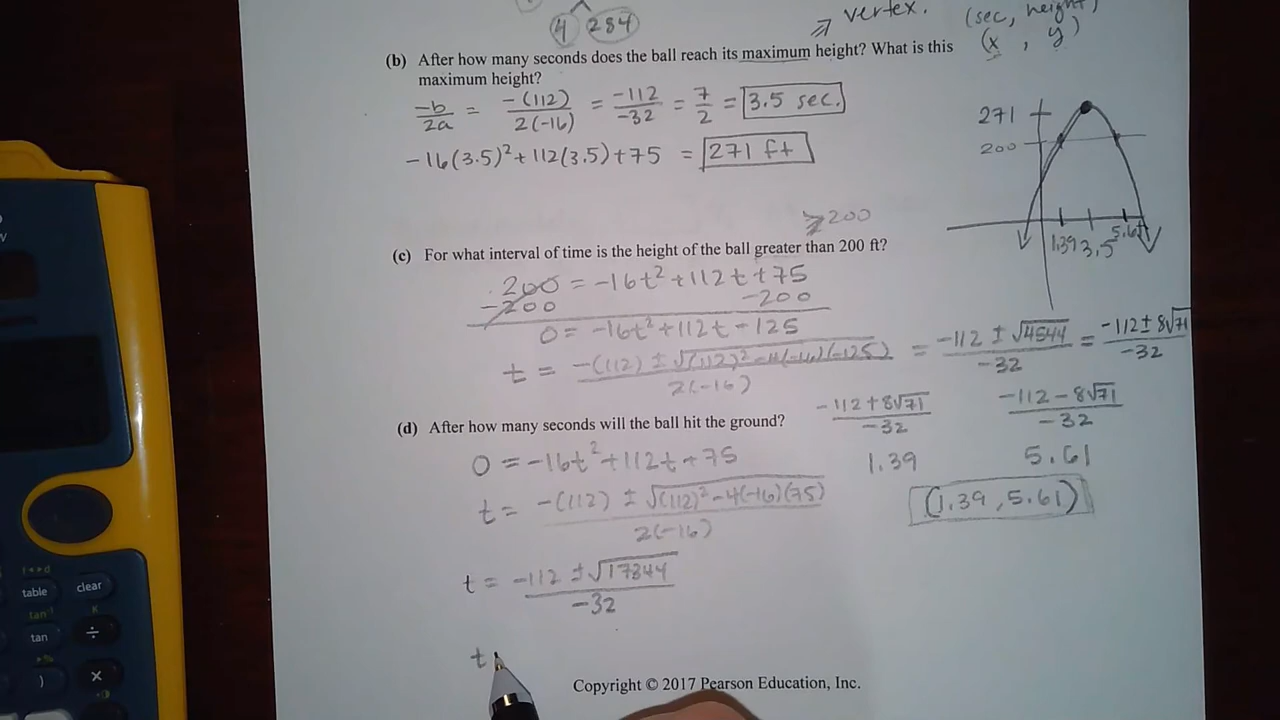 4 284
vertex. (sec, height)
(x , y)
(b) After how many seconds does the ball reach its maximum height? What is this
maximum height?
-b/2a = -(112)/2(-16) = -112/-32 = 7/2 = 3.5 sec.
-16(3.5)²+112(3.5)+75 = 271 ft
271
200
1.39 3.5 5.61
⩾200
(c) For what interval of time is the height of the ball greater than 200 ft?
200 = -16t²+112t+75
-200 -200
0 = -16t²+112t-125
t = -(112) ± √(112)²-4(-16)(-125) / 2(-16) = -112 ± √4544 / -32 = -112 ± 8√71 / -32
-112+8√71 / -32 -112-8√71 / -32
(d) After how many seconds will the ball hit the ground?
0 = -16t²+112t+75
1.39 5.61
t = -(112) ± √(112)²-4(-16)(75) / 2(-16)
(1.39, 5.61)
t = -112 ± √17344 / -32
t
Copyright © 2017 Pearson Education, Inc.
table clear
tan⁻¹
tan ÷
) ×